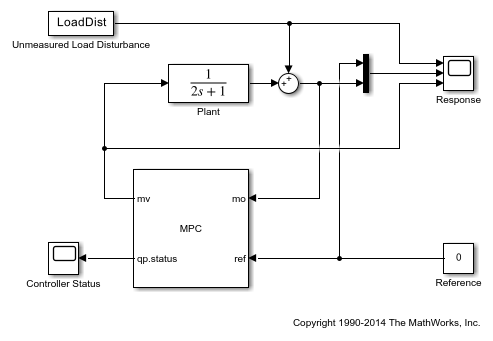 LoadDist
Unmeasured Load Disturbance
1
2s + 1
+
+
Plant
Response
mv
mo
MPC
qp.status
ref
0
Controller Status
Reference
Copyright 1990-2014 The MathWorks, Inc.